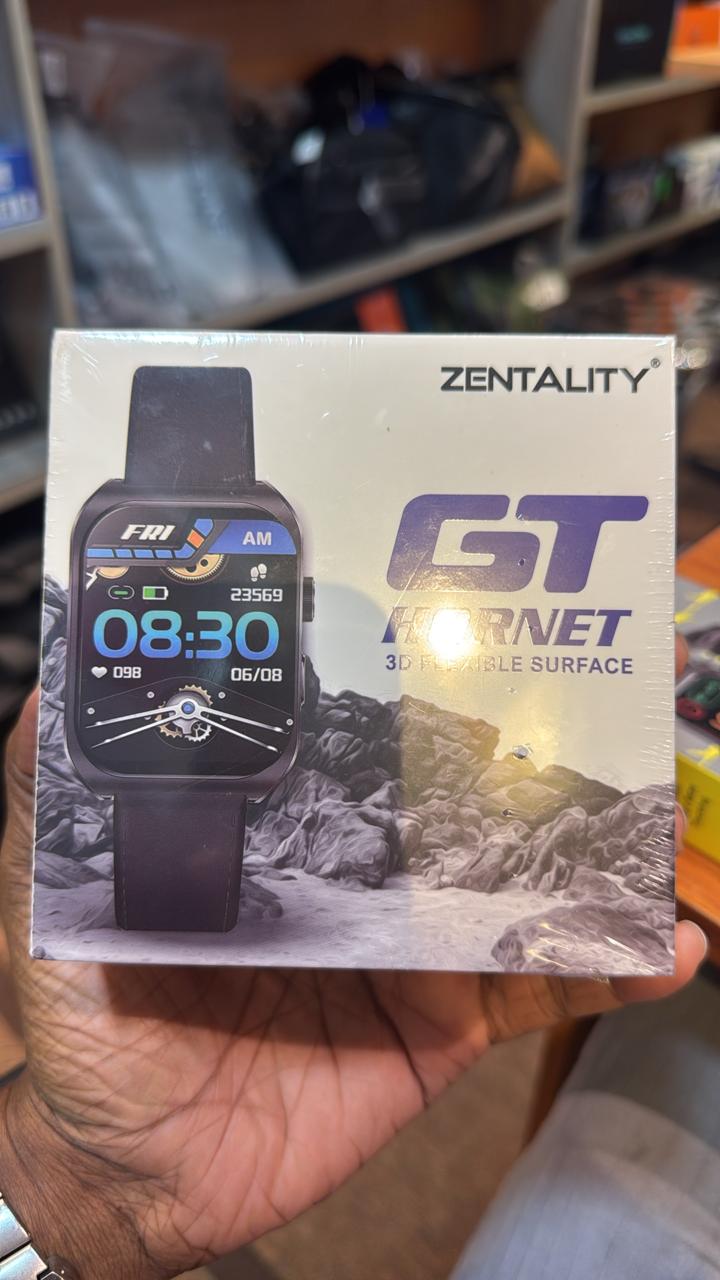 ZENTALITY®
GT
HORNET
3D FLEXIBLE SURFACE
FRI
AM
23569
08:30
098
06/08